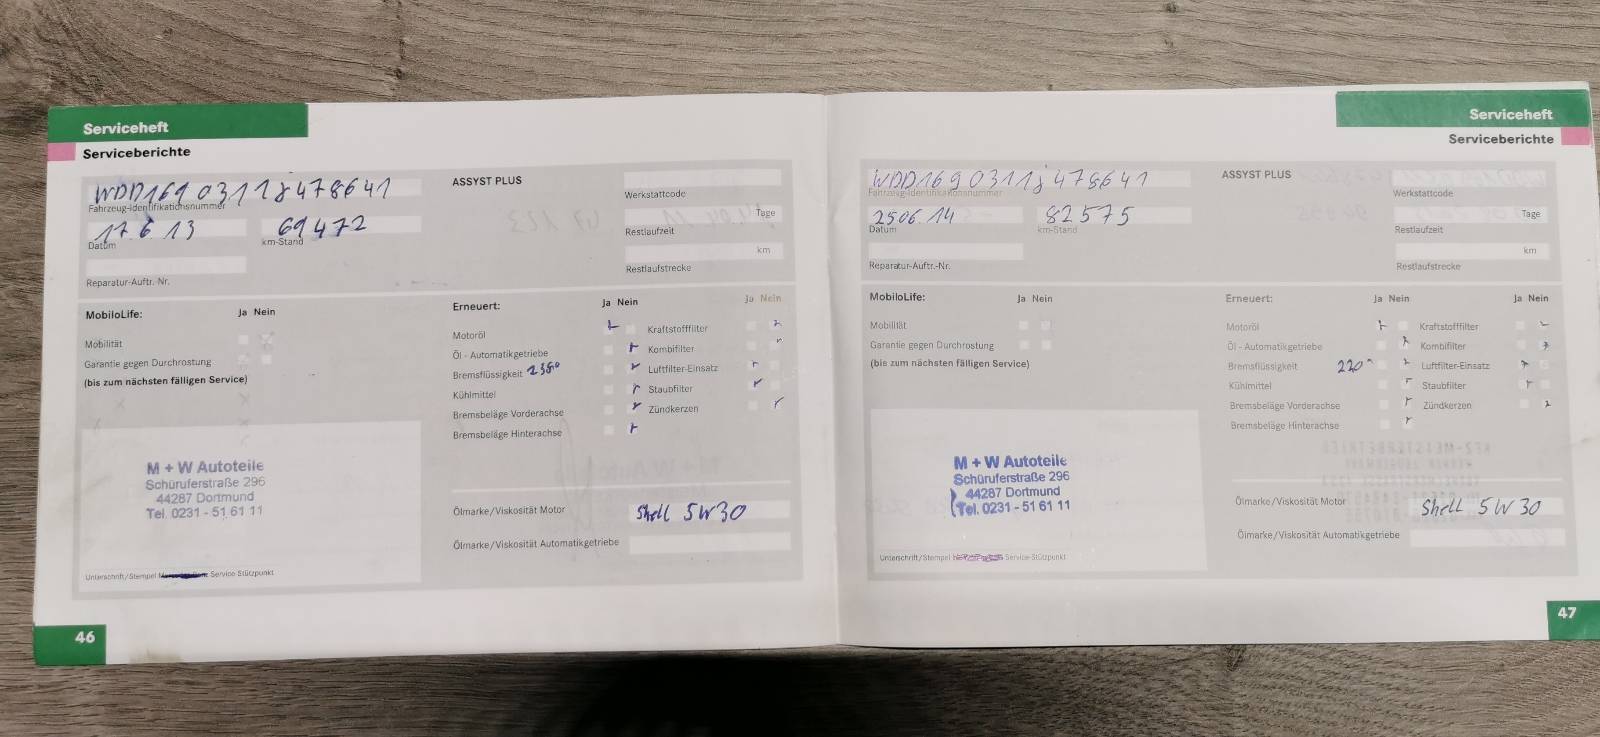 Serviceheft
Serviceberichte
WDD1690311J478641
Fahrzeug-Identifikationsnummer
17.6.13 69472
Datum km-Stand
Reparatur-Auftr.-Nr.
ASSYST PLUS
Werkstattcode
Tage
Restlaufzeit
km
Restlaufstrecke
MobiloLife: Ja Nein
Mobilität
Garantie gegen Durchrostung
(bis zum nächsten fälligen Service)
Erneuert: Ja Nein Ja Nein
Motoröl Kraftstofffilter
Öl - Automatikgetriebe Kombifilter
Bremsflüssigkeit Luftfilter-Einsatz
Kühlmittel Staubfilter
Bremsbeläge Vorderachse Zündkerzen
Bremsbeläge Hinterachse
M + W Autoteile
Schüruferstraße 296
44287 Dortmund
Tel. 0231 - 51 61 11
Unterschrift/Stempel Service-Stützpunkt
Ölmarke/Viskosität Motor Shell 5W30
Ölmarke/Viskosität Automatikgetriebe
46
Serviceheft
Serviceberichte
WDD1690311J478641
Fahrzeug-Identifikationsnummer
2506.14 82575
Datum km-Stand
Reparatur-Auftr.-Nr.
ASSYST PLUS
Werkstattcode
Tage
Restlaufzeit
km
Restlaufstrecke
MobiloLife: Ja Nein
Mobilität
Garantie gegen Durchrostung
(bis zum nächsten fälligen Service)
Erneuert: Ja Nein Ja Nein
Motoröl Kraftstofffilter
Öl - Automatikgetriebe Kombifilter
Bremsflüssigkeit 220° Luftfilter-Einsatz
Kühlmittel Staubfilter
Bremsbeläge Vorderachse Zündkerzen
Bremsbeläge Hinterachse
M + W Autoteile
Schüruferstraße 296
44287 Dortmund
Tel. 0231 - 51 61 11
Unterschrift/Stempel Service-Stützpunkt
Ölmarke/Viskosität Motor Shell 5W30
Ölmarke/Viskosität Automatikgetriebe
47